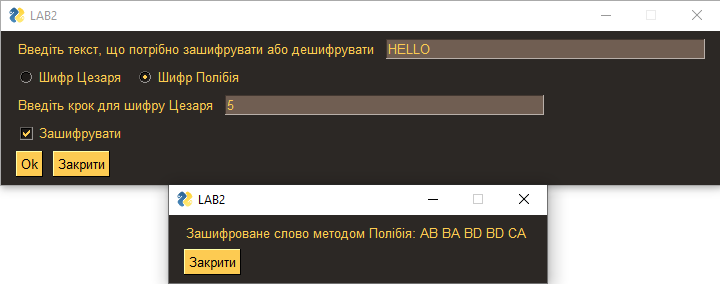 LAB2
Введіть текст, що потрібно зашифрувати або дешифрувати HELLO
Шифр Цезаря Шифр Полібія
Введіть крок для шифру Цезаря 5
Зашифрувати
Ok Закрити
LAB2
Зашифроване слово методом Полібія: AB BA BD BD CA
Закрити